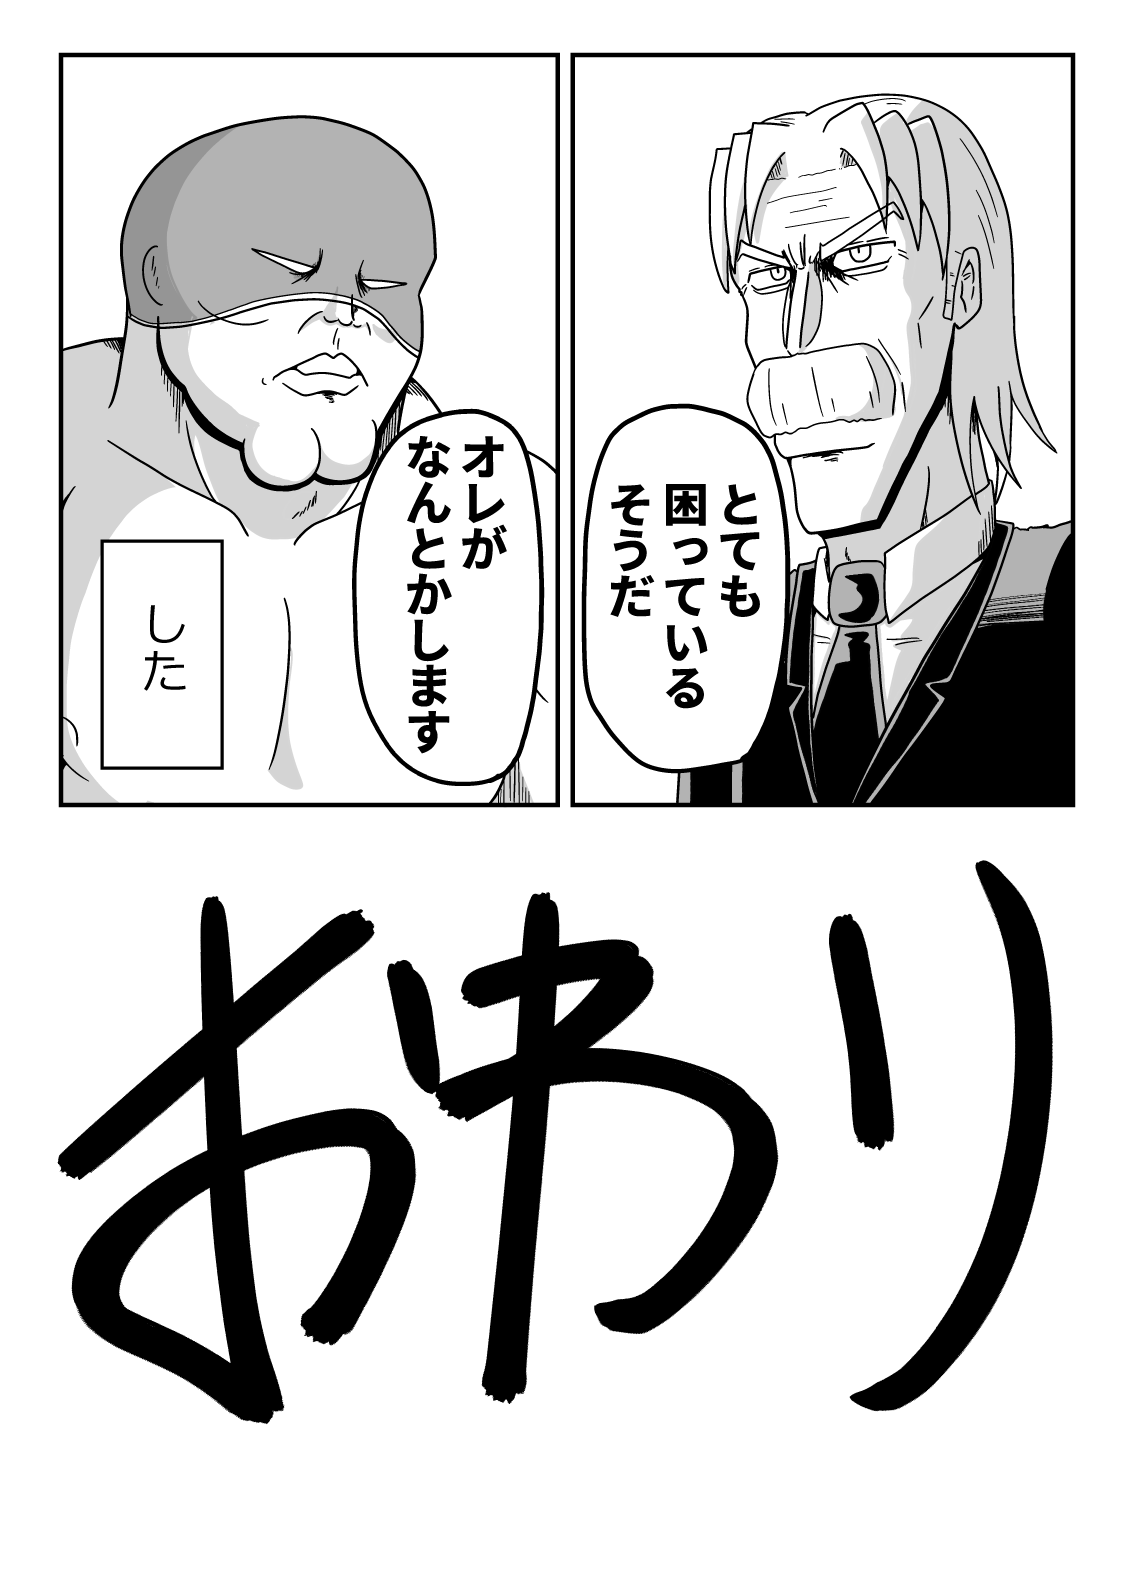 とても
困っている
そうだ
オレが
なんとかします
した
おわり